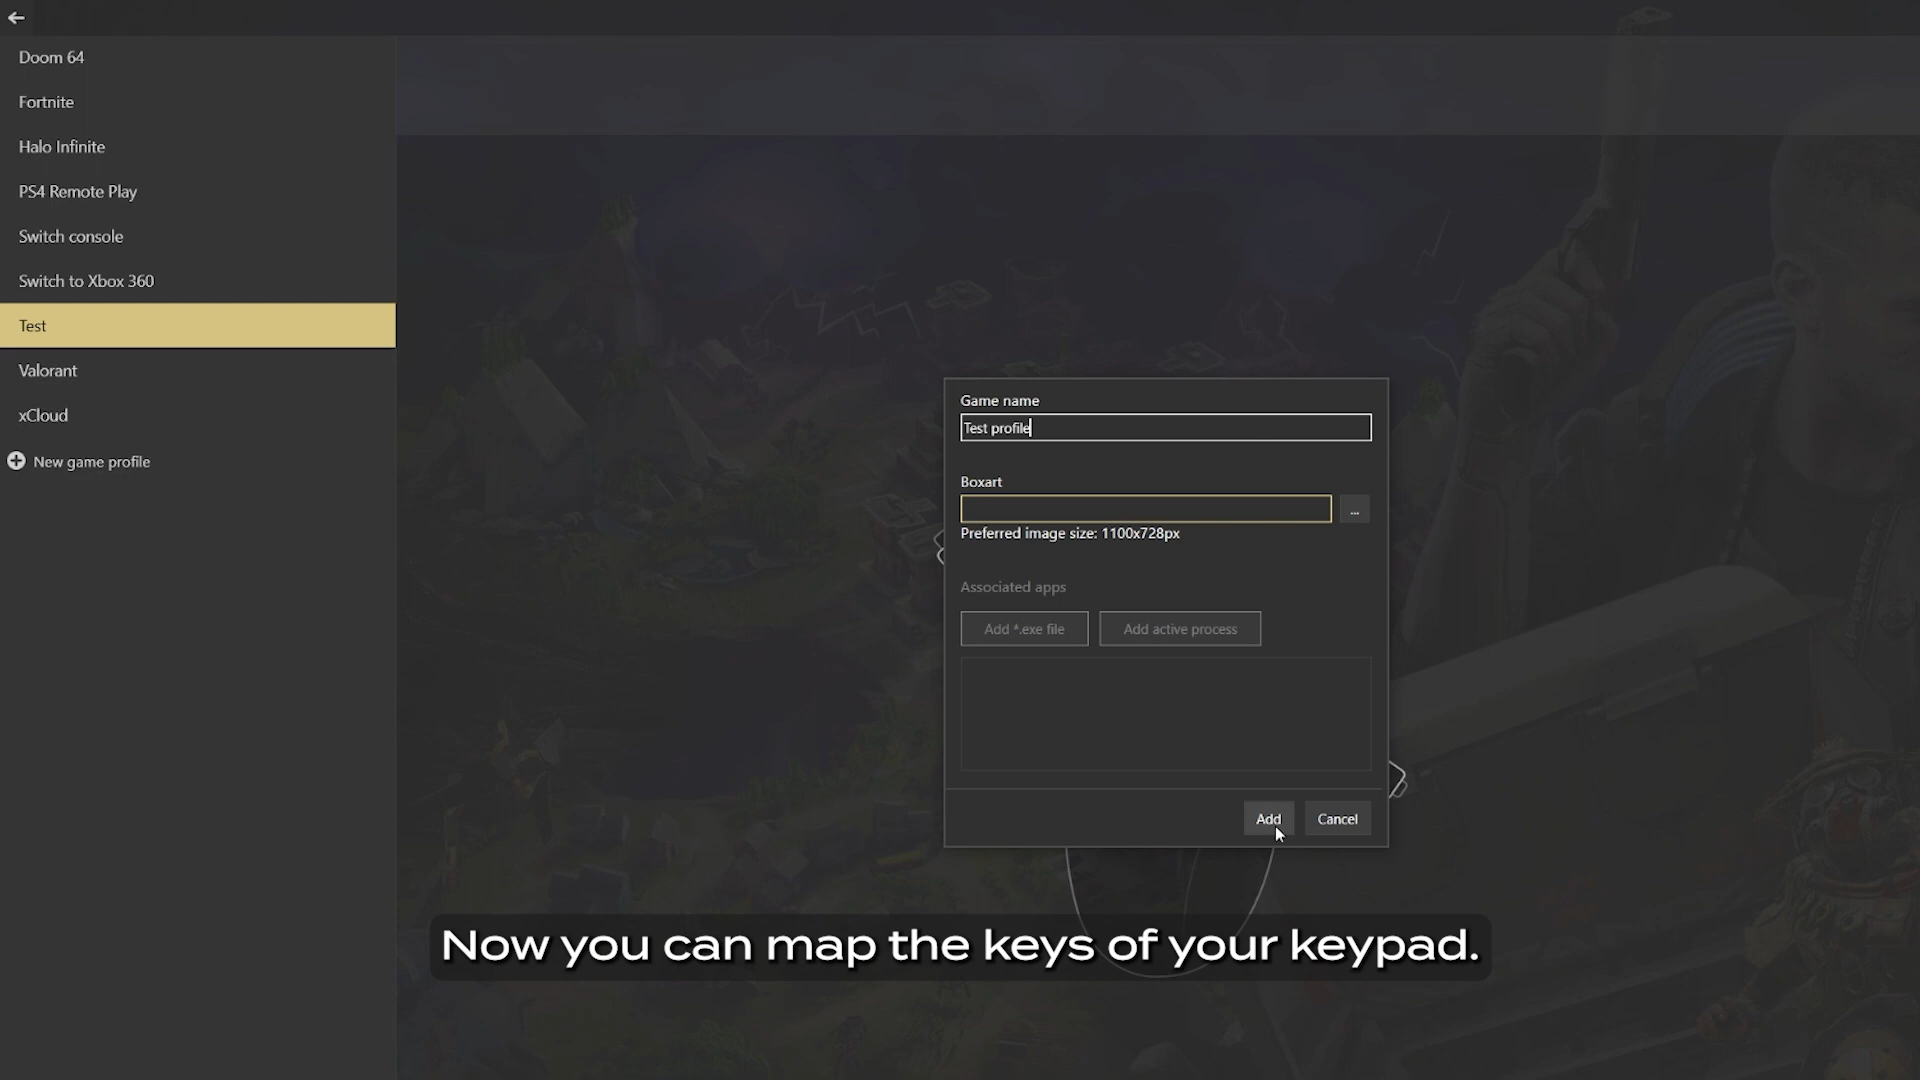 Doom 64
Fortnite
Halo Infinite
PS4 Remote Play
Switch console
Switch to Xbox 360
Test
Valorant
xCloud
New game profile
Game name
Test profile
Boxart
...
Preferred image size: 1100x728px
Associated apps
Add *.exe file
Add active process
Add
Cancel
Now you can map the keys of your keypad.